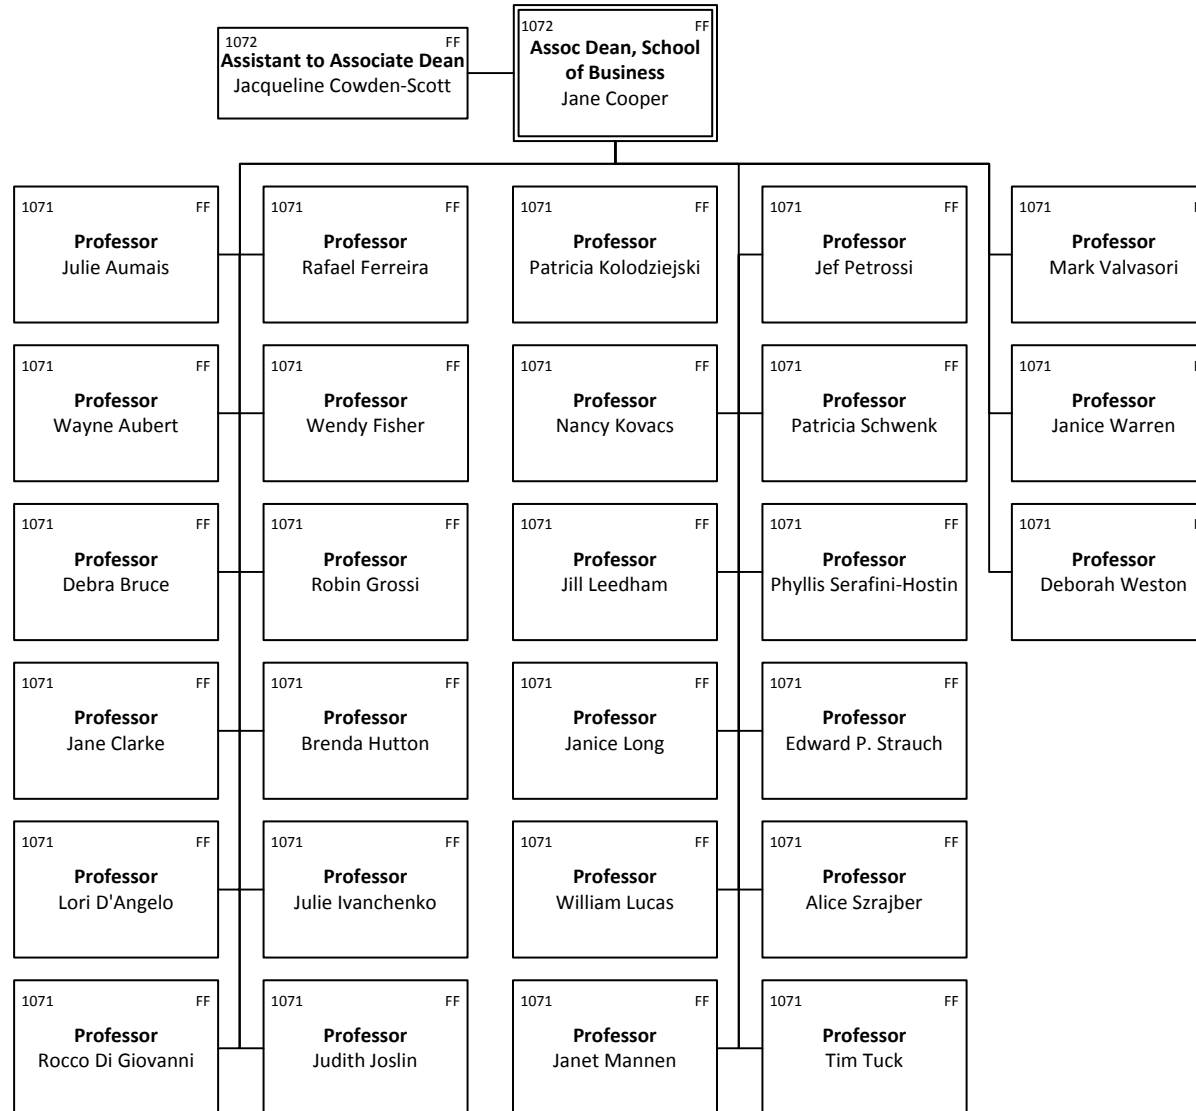 1072 FF
Assistant to Associate Dean
Jacqueline Cowden-Scott
1072 FF
Assoc Dean, School
of Business
Jane Cooper
1071 FF
Professor
Julie Aumais
1071 FF
Professor
Rafael Ferreira
1071 FF
Professor
Patricia Kolodziejski
1071 FF
Professor
Jef Petrossi
1071
Professor
Mark Valvasori
1071 FF
Professor
Wayne Aubert
1071 FF
Professor
Wendy Fisher
1071 FF
Professor
Nancy Kovacs
1071 FF
Professor
Patricia Schwenk
1071
Professor
Janice Warren
1071 FF
Professor
Debra Bruce
1071 FF
Professor
Robin Grossi
1071 FF
Professor
Jill Leedham
1071 FF
Professor
Phyllis Serafini-Hostin
1071
Professor
Deborah Weston
1071 FF
Professor
Jane Clarke
1071 FF
Professor
Brenda Hutton
1071 FF
Professor
Janice Long
1071 FF
Professor
Edward P. Strauch
1071 FF
Professor
Lori D'Angelo
1071 FF
Professor
Julie Ivanchenko
1071 FF
Professor
William Lucas
1071 FF
Professor
Alice Szrajber
1071 FF
Professor
Rocco Di Giovanni
1071 FF
Professor
Judith Joslin
1071 FF
Professor
Janet Mannen
1071 FF
Professor
Tim Tuck